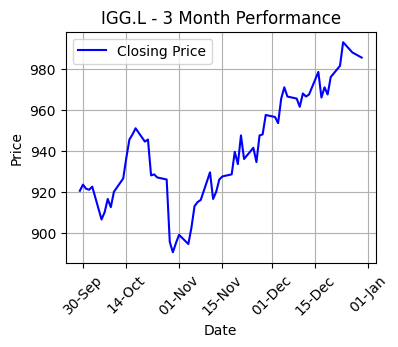 IGG.L - 3 Month Performance
Closing Price
980
960
940
920
900
Price
30-Sep
14-Oct
01-Nov
15-Nov
01-Dec
15-Dec
01-Jan
Date